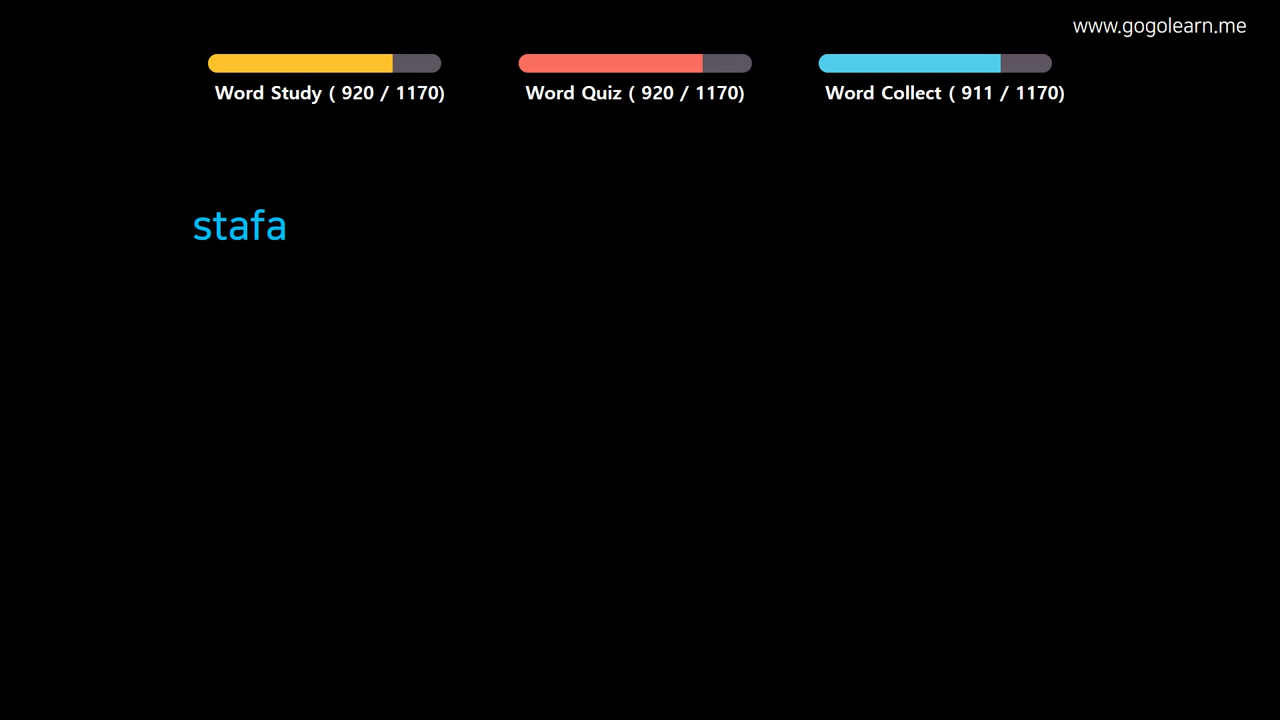 www.gogolearn.me
Word Study ( 920 / 1170)
Word Quiz ( 920 / 1170)
Word Collect ( 911 / 1170)
stafa